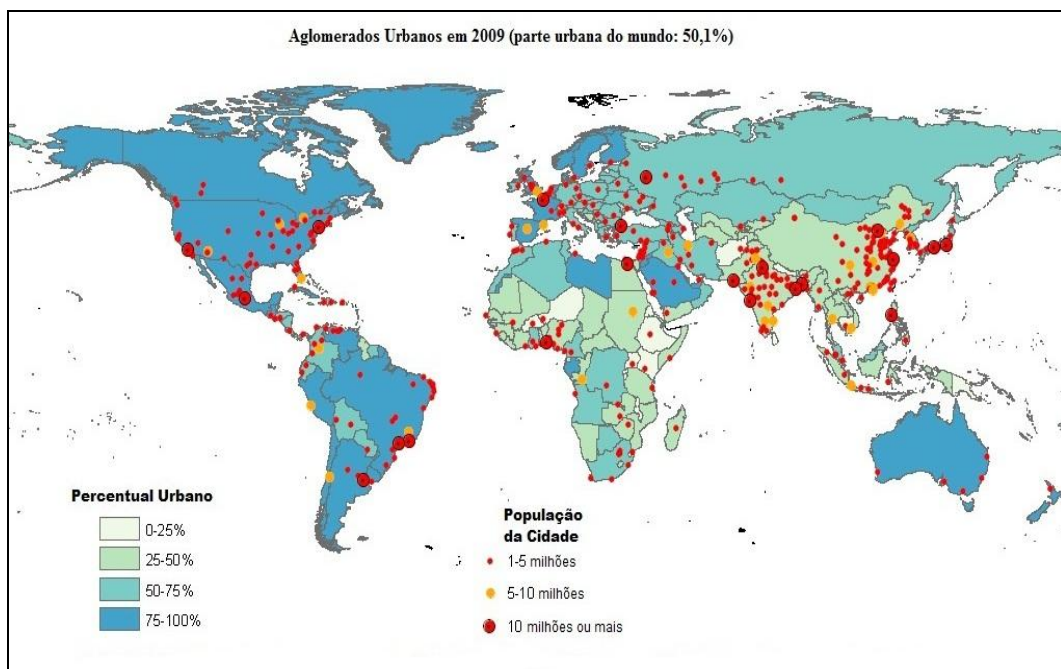 Aglomerados Urbanos em 2009 (parte urbana do mundo: 50,1%)
Percentual Urbano
0-25%
25-50%
50-75%
75-100%
População
da Cidade
1-5 milhões
5-10 milhões
10 milhões ou mais